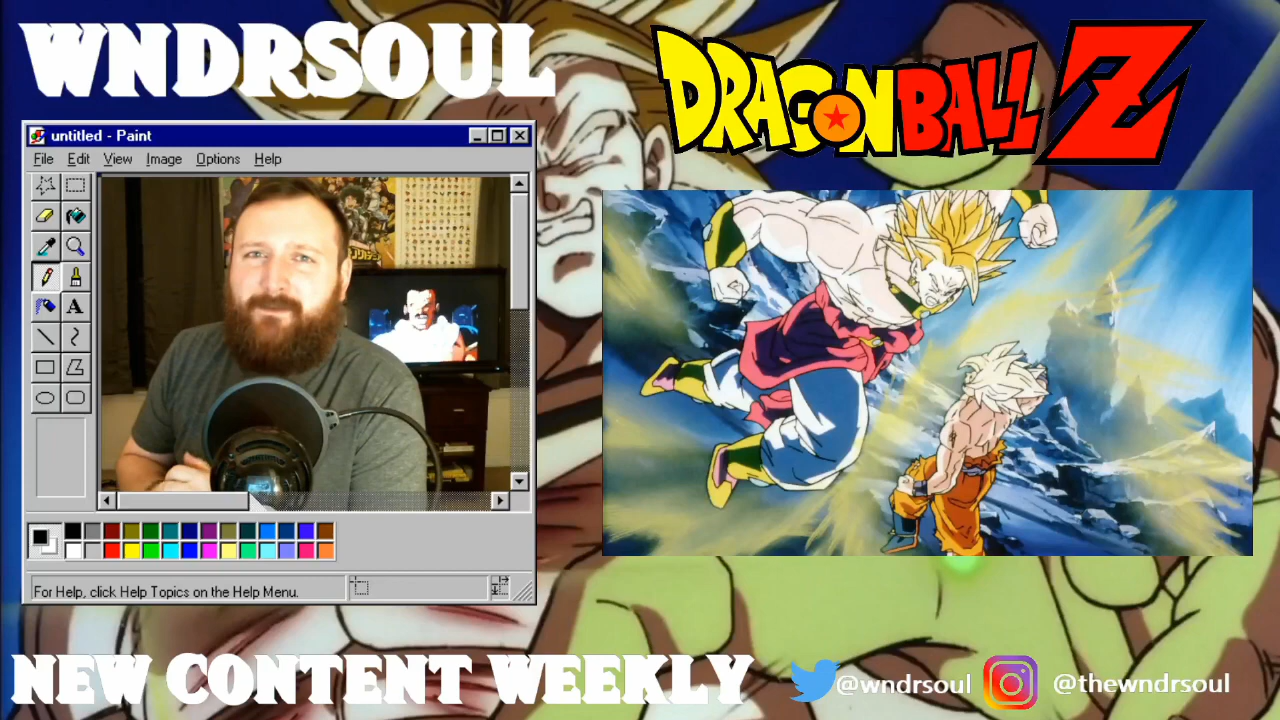 WNDRSOUL
DRAGONBALL Z
untitled - Paint
File Edit View Image Options Help
A
For Help, click Help Topics on the Help Menu.
NEW CONTENT WEEKLY
@wndrsoul
@thewndrsoul